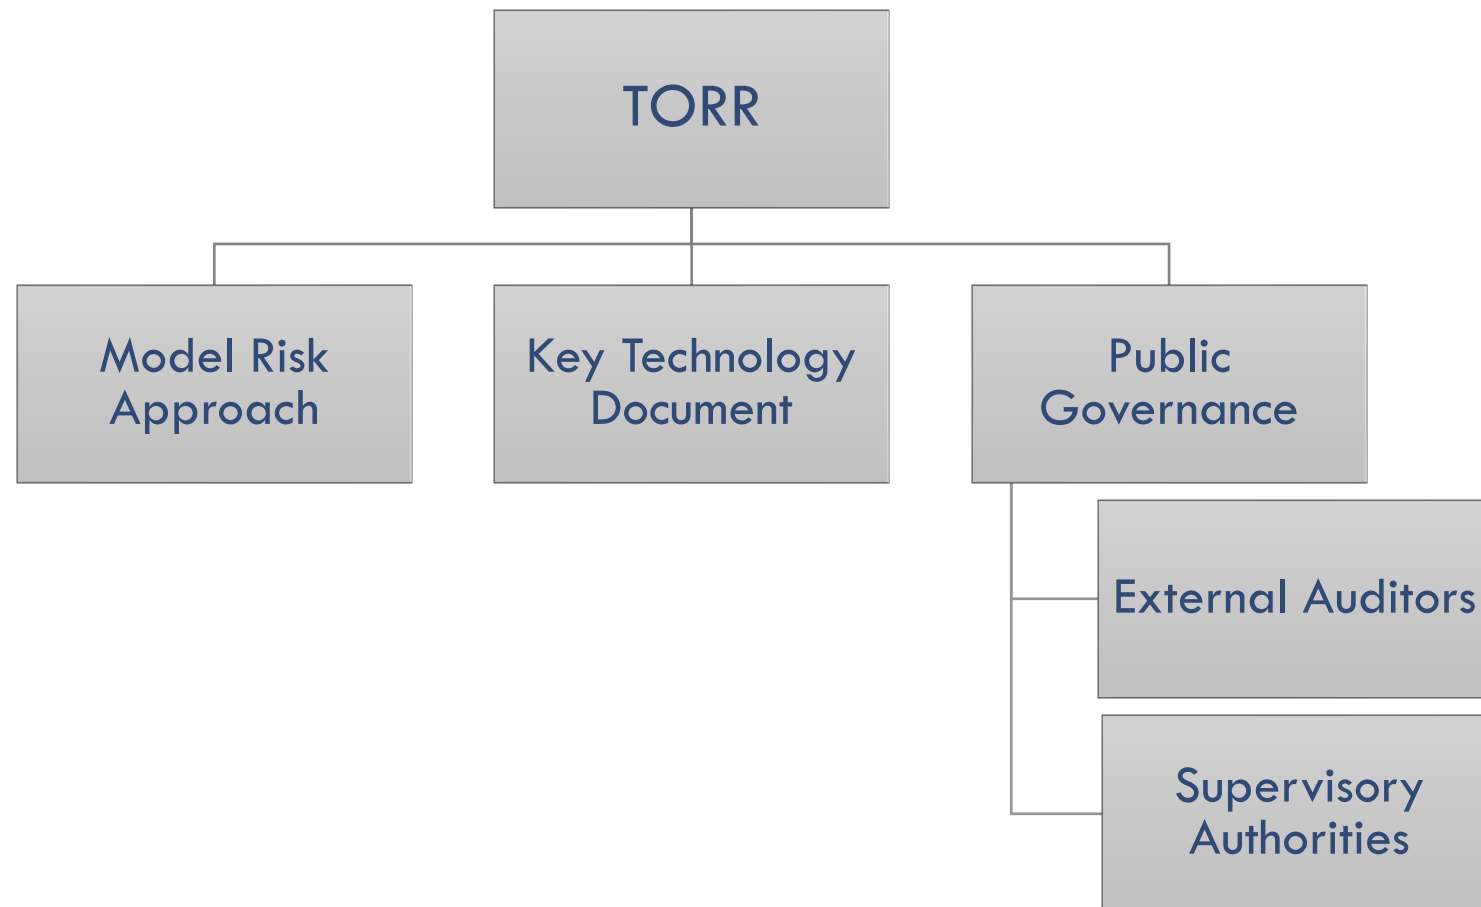 TORR
Model Risk
Approach
Key Technology
Document
Public
Governance
External Auditors
Supervisory
Authorities